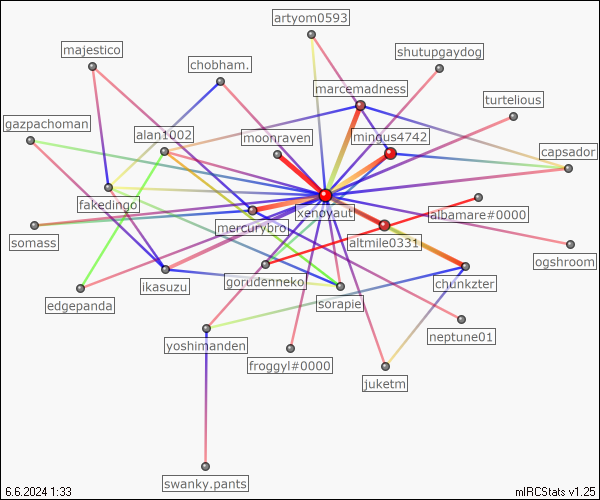 artyom0593
majestico
shutupgaydog
chobham.
marcemadness
turtelious
gazpachoman
alan1002
moonraven
mingus4742
capsador
fakedingo
xenoyaut
albamare#0000
mercurybro
somass
altmile0331
ogshroom
ikasuzu
gorudennekol
chunkzter
edgepanda
sorapie
yoshimanden
neptune01
froggyl#0000
juketm
swanky.pants
6.6.2024 1:33
mIRCStats v1.25